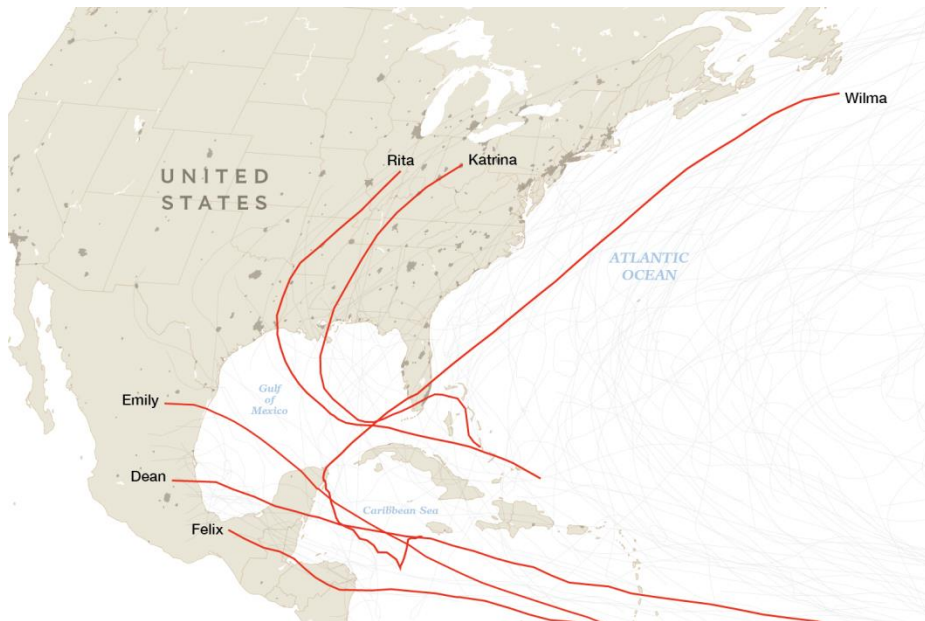 Wilma
Rita
Katrina
UNITED
STATES
ATLANTIC
OCEAN
Gulf
of
Mexico
Emily
Dean
Caribbean Sea
Felix